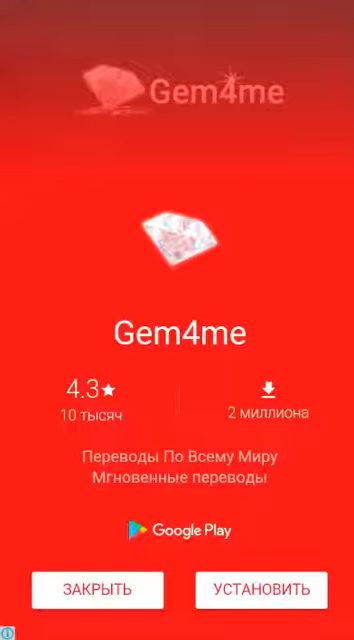 Gem4me
Gem4me
4.3★
10 тысяч
2 миллиона
Переводы По Всему Миру
Мгновенные переводы
Google Play
ЗАКРЫТЬ
УСТАНОВИТЬ